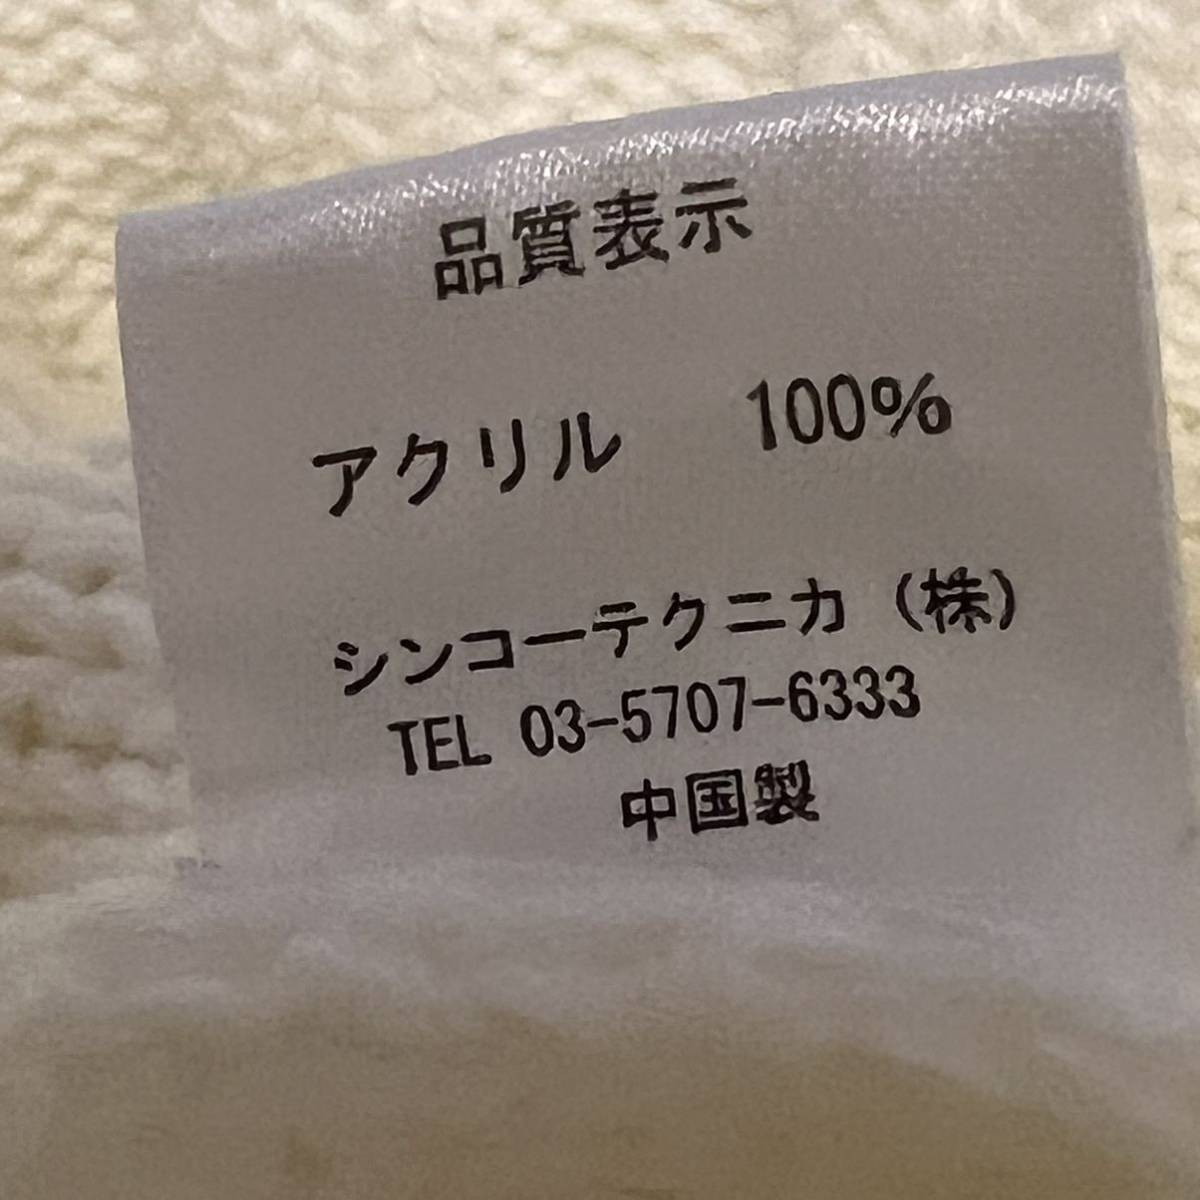 品質表示
アクリル 100%
シンコーテクニカ (株)
TEL 03-5707-6333
中国製